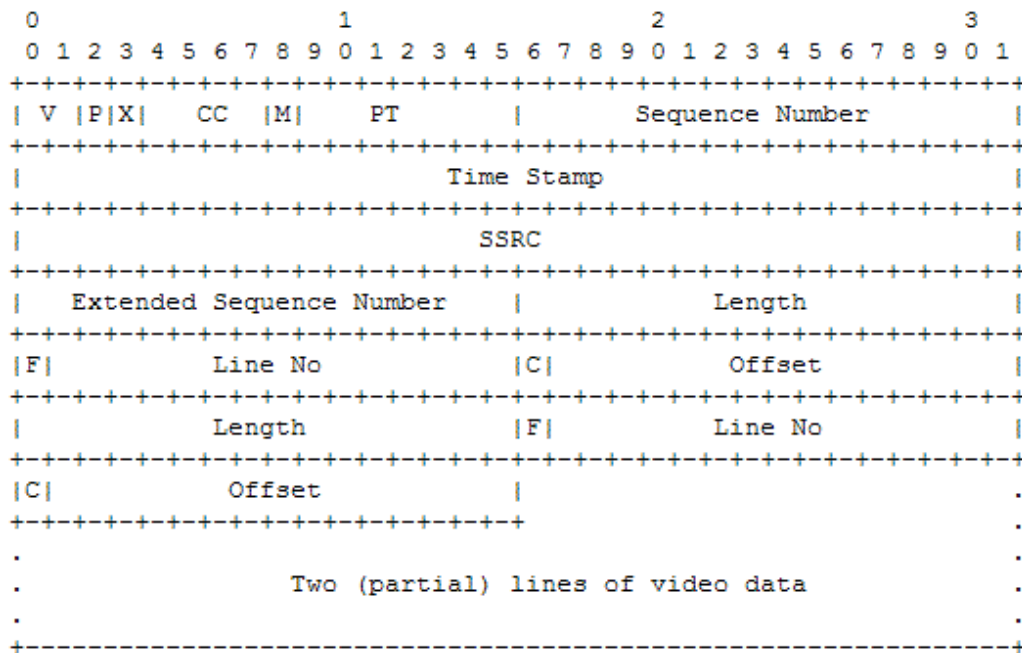 0                   1                   2                   3
0 1 2 3 4 5 6 7 8 9 0 1 2 3 4 5 6 7 8 9 0 1 2 3 4 5 6 7 8 9 0 1
+-+-+-+-+-+-+-+-+-+-+-+-+-+-+-+-+-+-+-+-+-+-+-+-+-+-+-+-+-+-+-+-+
| V |P|X|   CC  |M|    PT       |       Sequence Number         |
+-+-+-+-+-+-+-+-+-+-+-+-+-+-+-+-+-+-+-+-+-+-+-+-+-+-+-+-+-+-+-+-+
|                           Time Stamp                          |
+-+-+-+-+-+-+-+-+-+-+-+-+-+-+-+-+-+-+-+-+-+-+-+-+-+-+-+-+-+-+-+-+
|                             SSRC                              |
+-+-+-+-+-+-+-+-+-+-+-+-+-+-+-+-+-+-+-+-+-+-+-+-+-+-+-+-+-+-+-+-+
|   Extended Sequence Number    |            Length             |
+-+-+-+-+-+-+-+-+-+-+-+-+-+-+-+-+-+-+-+-+-+-+-+-+-+-+-+-+-+-+-+-+
|F|          Line No            |C|           Offset            |
+-+-+-+-+-+-+-+-+-+-+-+-+-+-+-+-+-+-+-+-+-+-+-+-+-+-+-+-+-+-+-+-+
|            Length             |F|          Line No            |
+-+-+-+-+-+-+-+-+-+-+-+-+-+-+-+-+-+-+-+-+-+-+-+-+-+-+-+-+-+-+-+-+
|C|           Offset            |                               .
+-+-+-+-+-+-+-+-+-+-+-+-+-+-+-+-+                               .
.                                                               .
.                 Two (partial) lines of video data             .
.                                                               .
+---------------------------------------------------------------+